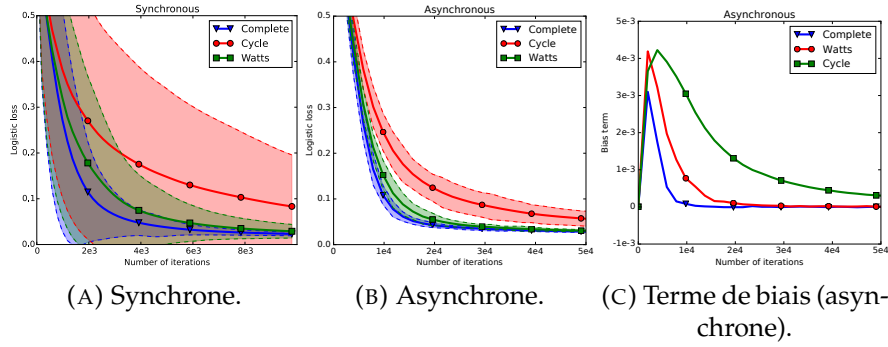 Synchronous
Logistic loss
0.5
0.4
0.3
0.2
0.1
0.0
2e3
4e3
6e3
8e3
Number of iterations
Complete
Cycle
Watts
(A) Synchrone.
Asynchronous
Logistic loss
0.5
0.4
0.3
0.2
0.1
0.0
1e4
2e4
3e4
4e4
5e4
Number of iterations
Complete
Cycle
Watts
(B) Asynchrone.
Asynchronous
Bias term
5e-3
4e-3
3e-3
2e-3
1e-3
0
-1e-3
0
1e4
2e4
3e4
4e4
5e4
Number of iterations
Complete
Watts
Cycle
(C) Terme de biais (asyn-
chrone).